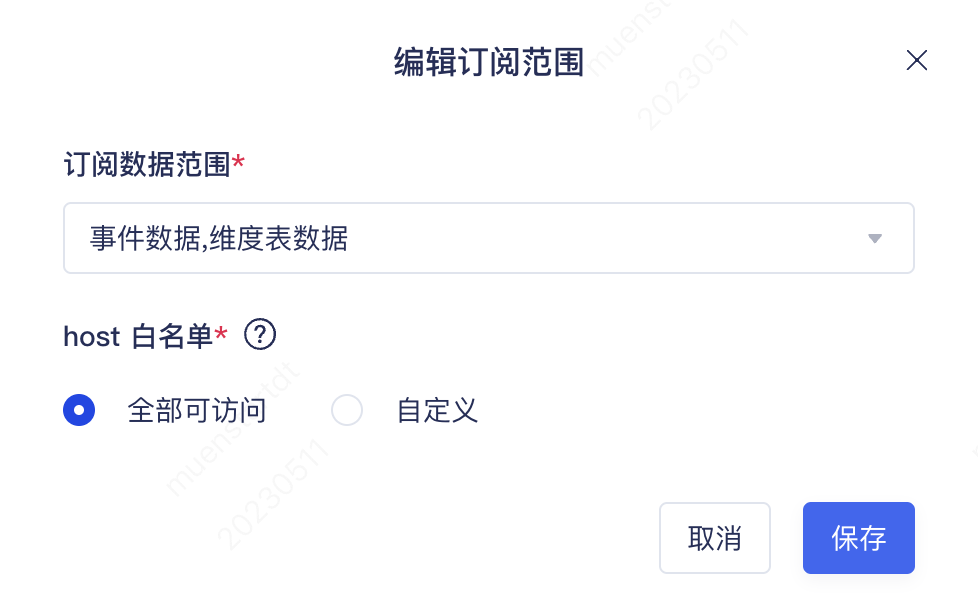 编辑订阅范围
订阅数据范围*
事件数据,维度表数据
host 白名单* ?
全部可访问 自定义
取消 保存
20230511
20230511